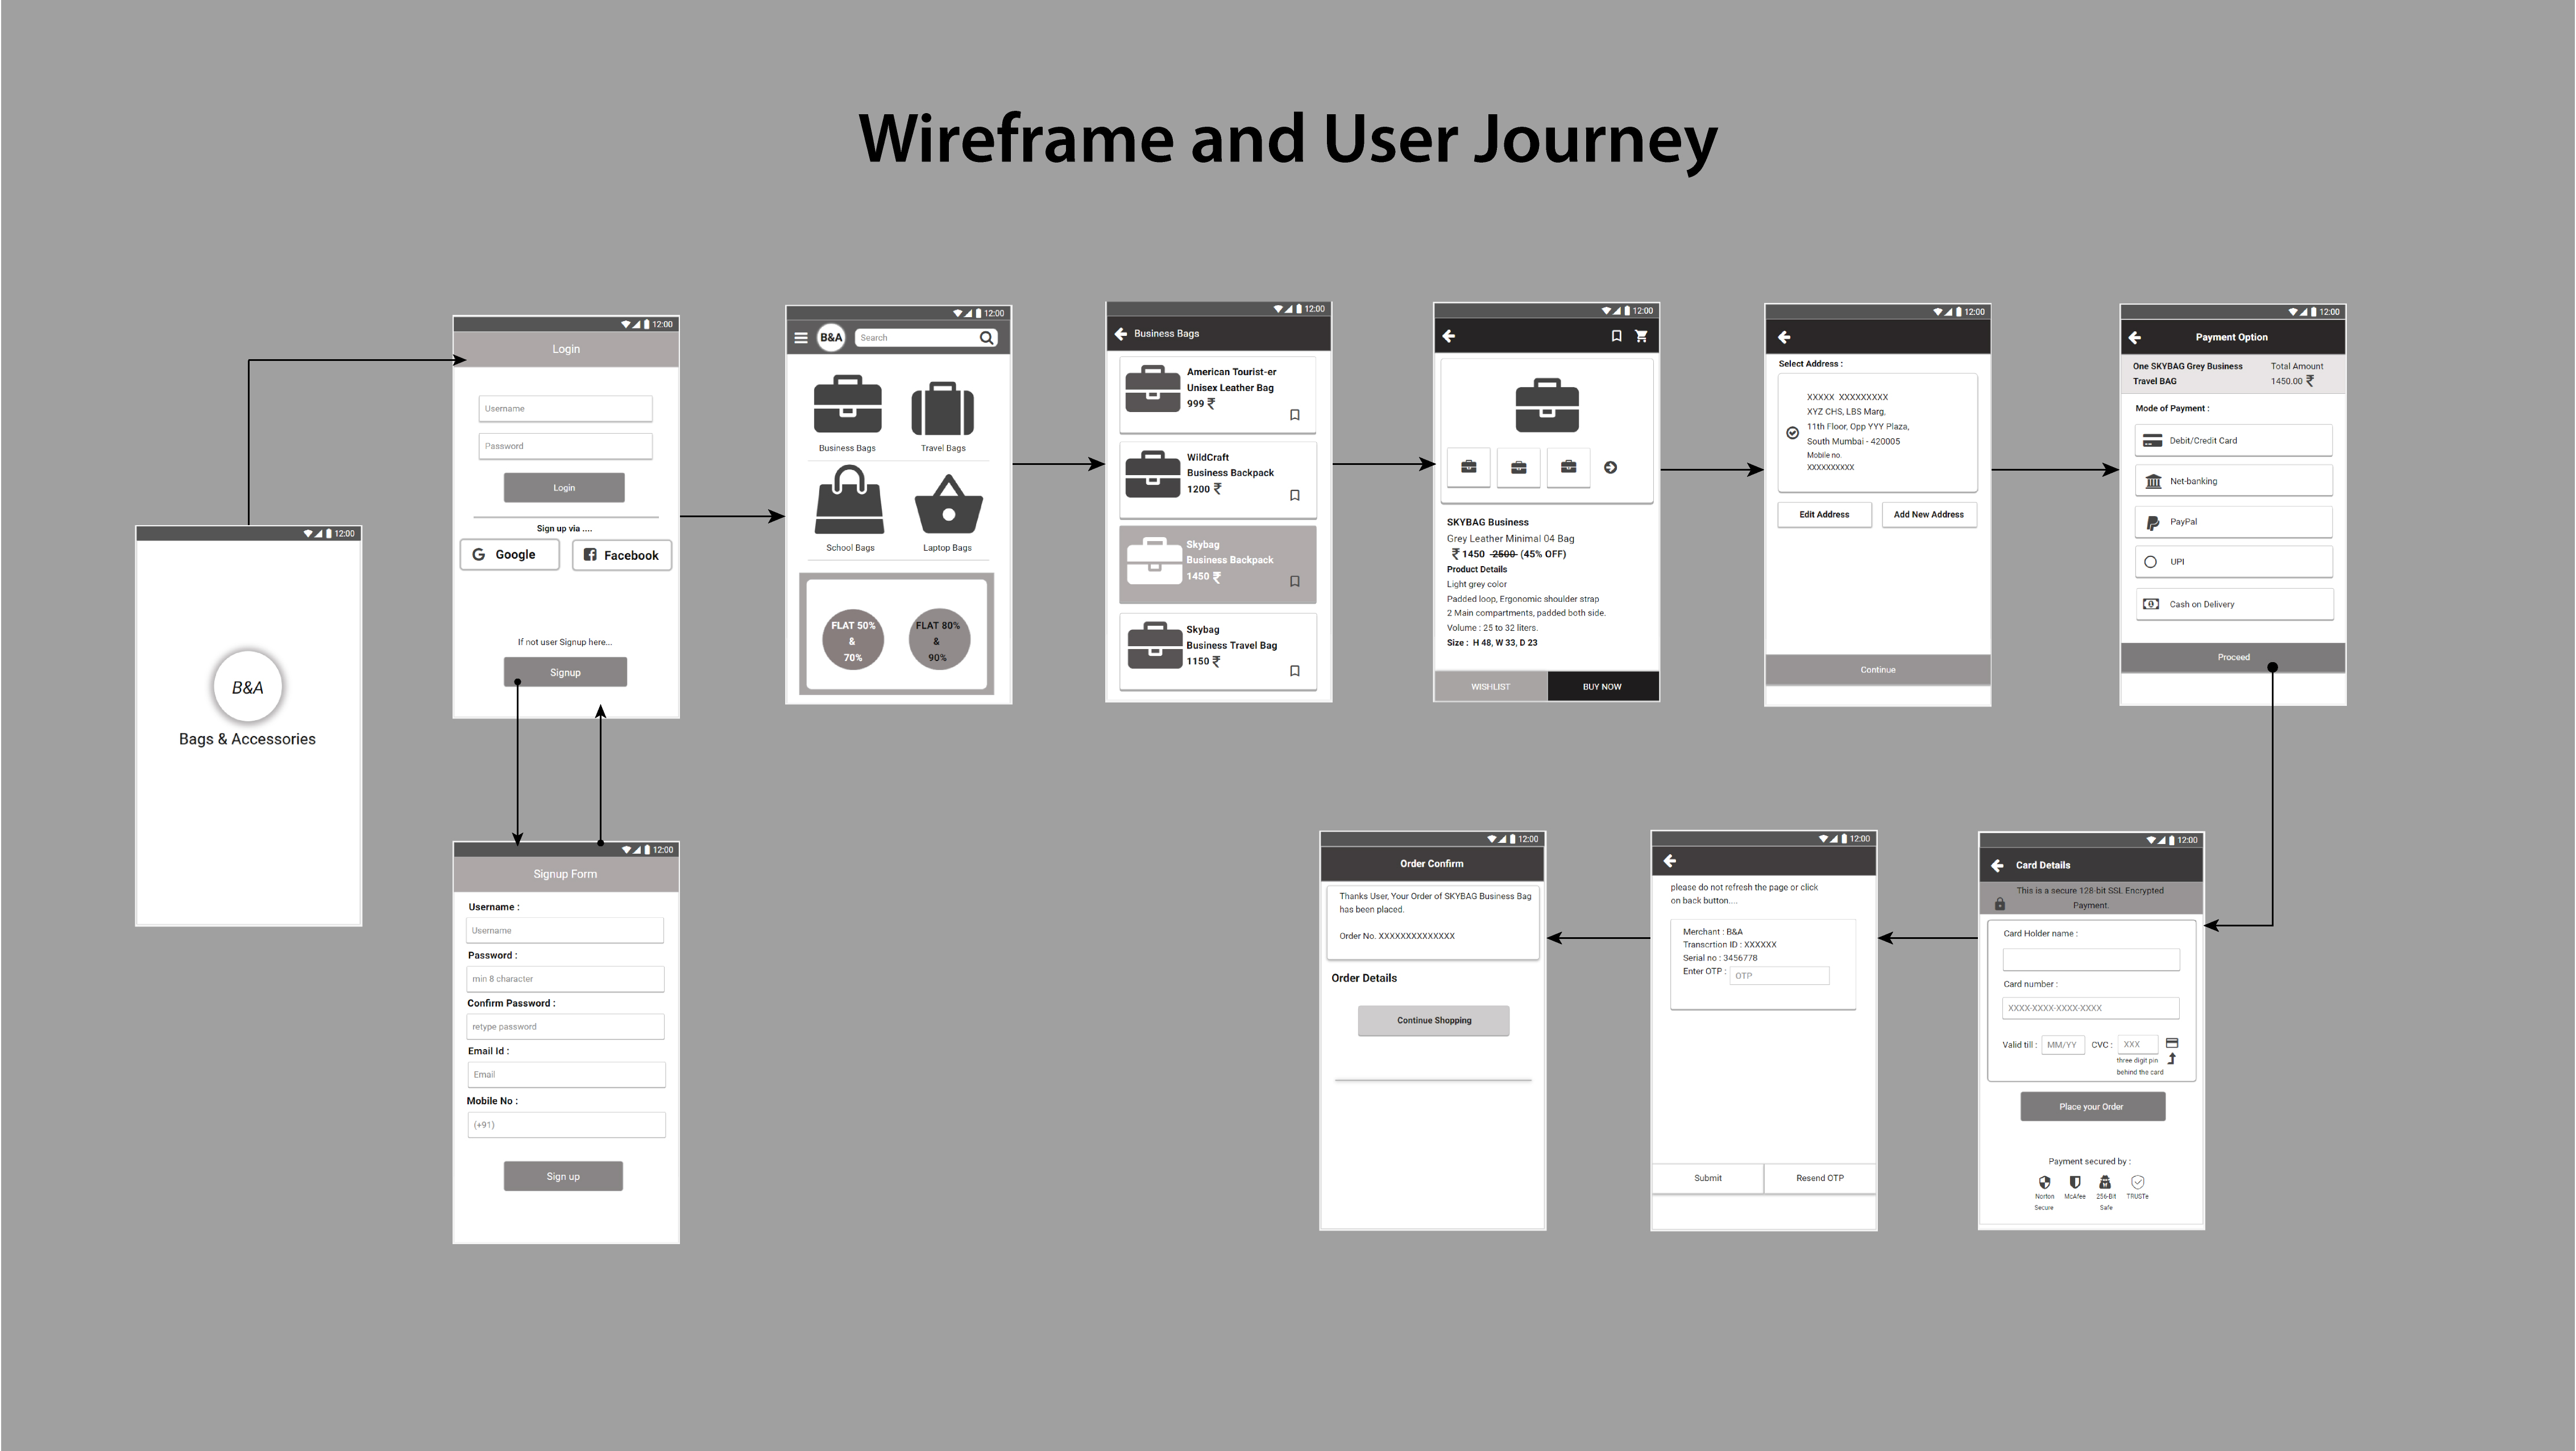 Wireframe and User Journey
12:00
B&A
Bags & Accessories
12:00
Login
Username
Password
Login
Sign up via ....
Google
Facebook
If not user Signup here...
Signup
12:00
Signup Form
Username :
Username
Password :
min 8 character
Confirm Password :
retype password
Email Id :
Email
Mobile No :
(+91)
Sign up
12:00
B&A
Search
Business Bags
Travel Bags
School Bags
Laptop Bags
FLAT 50%
&
70%
FLAT 80%
&
90%
12:00
Business Bags
American Tourist-er
Unisex Leather Bag
999 ₹
WildCraft
Business Backpack
1200 ₹
Skybag
Business Backpack
1450 ₹
Skybag
Business Travel Bag
1150 ₹
12:00
SKYBAG Business
Grey Leather Minimal 04 Bag
₹ 1450 2500 (45% OFF)
Product Details
Light grey color
Padded loop, Ergonomic shoulder strap
2 Main compartments, padded both side.
Volume : 25 to 32 liters.
Size : H 48, W 33, D 23
WISHLIST
BUY NOW
12:00
Select Address :
XXXXX XXXXXXXXX
XYZ CHS, LBS Marg,
11th Floor, Opp YYY Plaza,
South Mumbai - 420005
Mobile no.
XXXXXXXXXX
Edit Address
Add New Address
Continue
12:00
Payment Option
One SKYBAG Grey Business
Travel BAG
Total Amount
1450.00 ₹
Mode of Payment :
Debit/Credit Card
Net-banking
PayPal
UPI
Cash on Delivery
Proceed
12:00
Card Details
This is a secure 128-bit SSL Encrypted
Payment.
Card Holder name :
Card number :
XXXX-XXXX-XXXX-XXXX
Valid till : MM/YY CVC : XXX
three digit pin
behind the card
Place your Order
Payment secured by :
Norton
Secure
McAfee
256-Bit
Safe
TRUSTe
12:00
please do not refresh the page or click
on back button....
Merchant : B&A
Transcrtion ID : XXXXXX
Serial no : 3456778
Enter OTP : OTP
Submit
Resend OTP
12:00
Order Confirm
Thanks User, Your Order of SKYBAG Business Bag
has been placed.
Order No. XXXXXXXXXXXXXX
Order Details
Continue Shopping